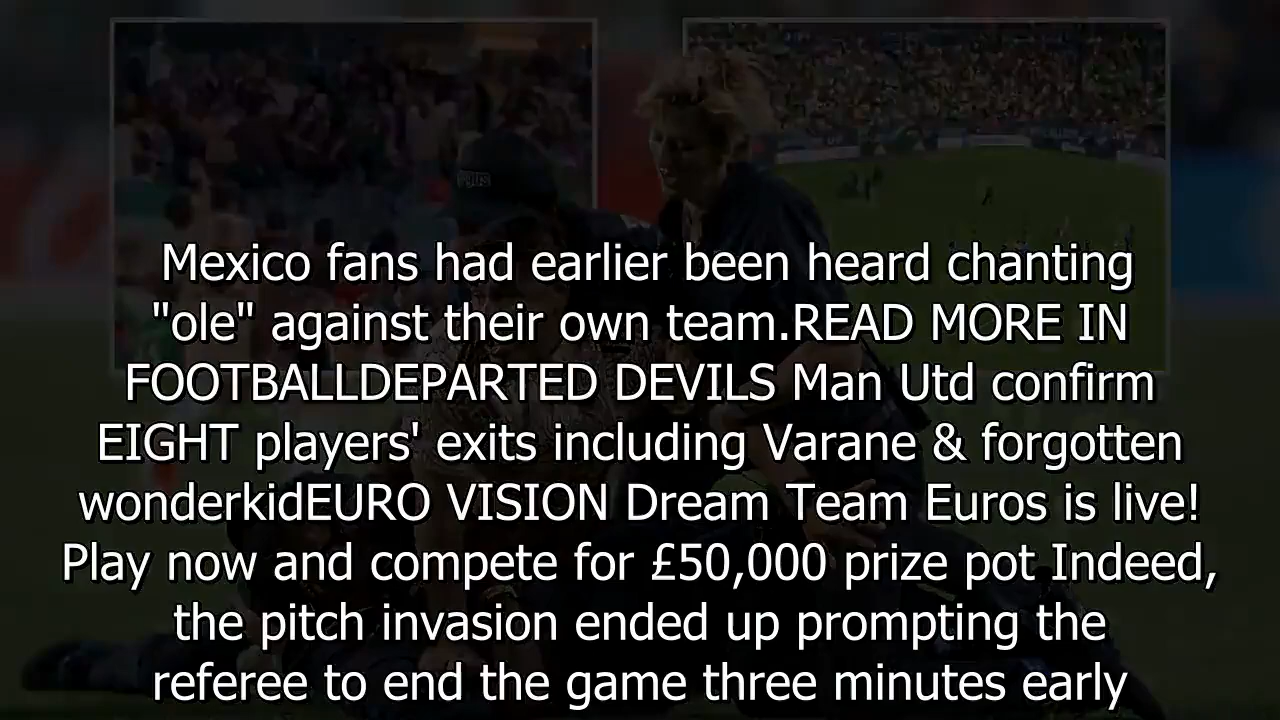 Mexico fans had earlier been heard chanting
"ole" against their own team.READ MORE IN
FOOTBALLDEPARTED DEVILS Man Utd confirm
EIGHT players' exits including Varane & forgotten
wonderkidEURO VISION Dream Team Euros is live!
Play now and compete for £50,000 prize pot Indeed,
the pitch invasion ended up prompting the
referee to end the game three minutes early